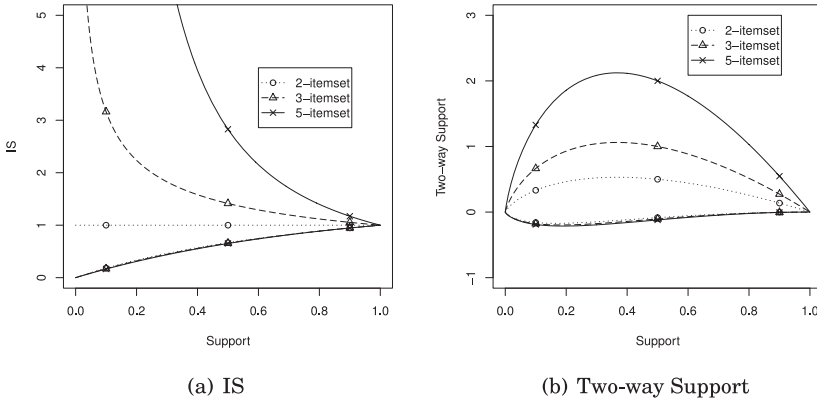 5
4
3
2
1
0
IS
2−itemset
3−itemset
5−itemset
0.0 0.2 0.4 0.6 0.8 1.0
Support
(a) IS
3
2
1
0
−1
Two−way Support
2−itemset
3−itemset
5−itemset
0.0 0.2 0.4 0.6 0.8 1.0
Support
(b) Two-way Support